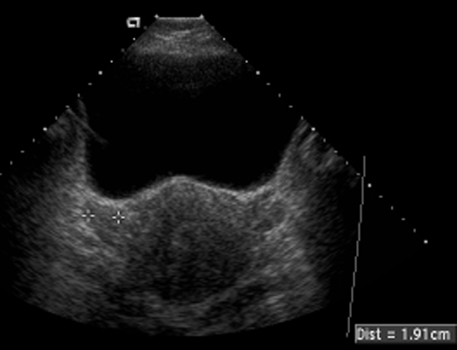 Dist = 1.91cm